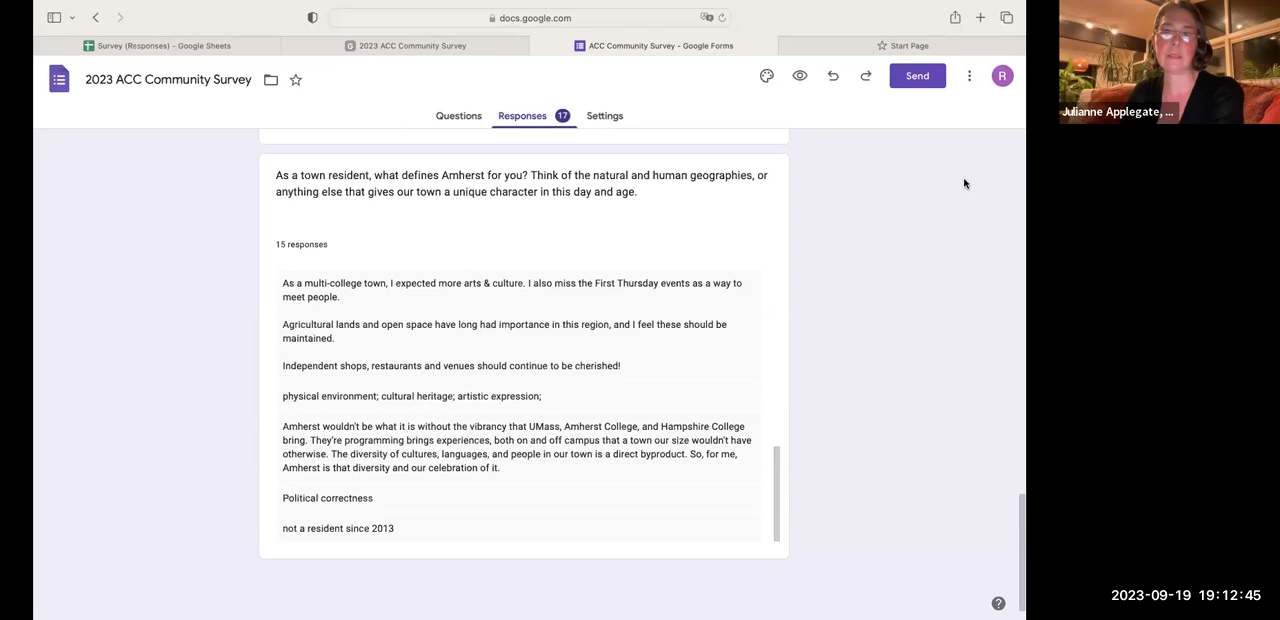 docs.google.com
Survey (Responses) - Google Sheets
2023 ACC Community Survey
ACC Community Survey - Google Forms
Start Page
2023 ACC Community Survey
Send
R
Questions
Responses 17
Settings
As a town resident, what defines Amherst for you? Think of the natural and human geographies, or
anything else that gives our town a unique character in this day and age.
15 responses
As a multi-college town, I expected more arts & culture. I also miss the First Thursday events as a way to
meet people.
Agricultural lands and open space have long had importance in this region, and I feel these should be
maintained.
Independent shops, restaurants and venues should continue to be cherished!
physical environment; cultural heritage; artistic expression;
Amherst wouldn't be what it is without the vibrancy that UMass, Amherst College, and Hampshire College
bring. They're programming brings experiences, both on and off campus that a town our size wouldn't have
otherwise. The diversity of cultures, languages, and people in our town is a direct byproduct. So, for me,
Amherst is that diversity and our celebration of it.
Political correctness
not a resident since 2013
Julianne Applegate, ...
2023-09-19 19:12:45